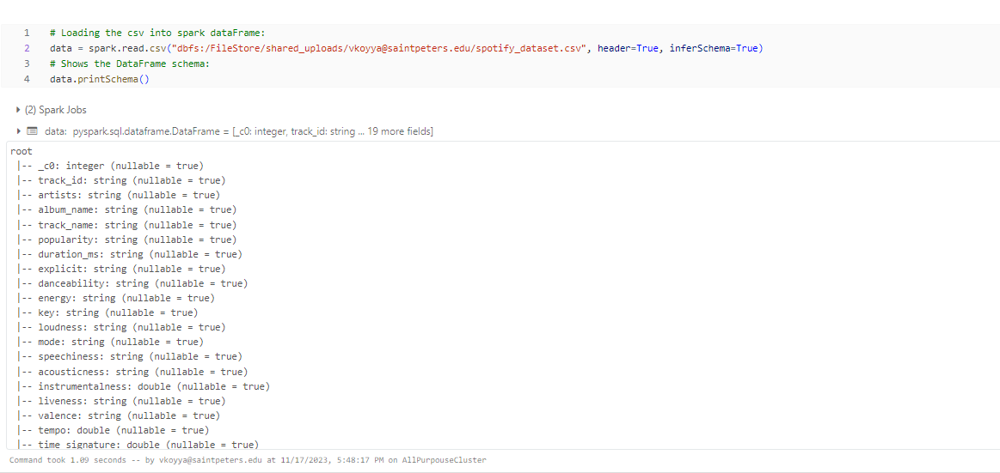 1 # Loading the csv into spark dataFrame:
2 data = spark.read.csv("dbfs:/FileStore/shared_uploads/vkoyya@saintpeters.edu/spotify_dataset.csv", header=True, inferSchema=True)
3 # Shows the DataFrame schema:
4 data.printSchema()
(2) Spark Jobs
data: pyspark.sql.dataframe.DataFrame = [_c0: integer, track_id: string ... 19 more fields]
root
|-- _c0: integer (nullable = true)
|-- track_id: string (nullable = true)
|-- artists: string (nullable = true)
|-- album_name: string (nullable = true)
|-- track_name: string (nullable = true)
|-- popularity: string (nullable = true)
|-- duration_ms: string (nullable = true)
|-- explicit: string (nullable = true)
|-- danceability: string (nullable = true)
|-- energy: string (nullable = true)
|-- key: string (nullable = true)
|-- loudness: string (nullable = true)
|-- mode: string (nullable = true)
|-- speechiness: string (nullable = true)
|-- acousticness: string (nullable = true)
|-- instrumentalness: double (nullable = true)
|-- liveness: string (nullable = true)
|-- valence: string (nullable = true)
|-- tempo: double (nullable = true)
|-- time_signature: double (nullable = true)
Command took 1.09 seconds -- by vkoyya@saintpeters.edu at 11/17/2023, 5:48:17 PM on AllPurpouseCluster